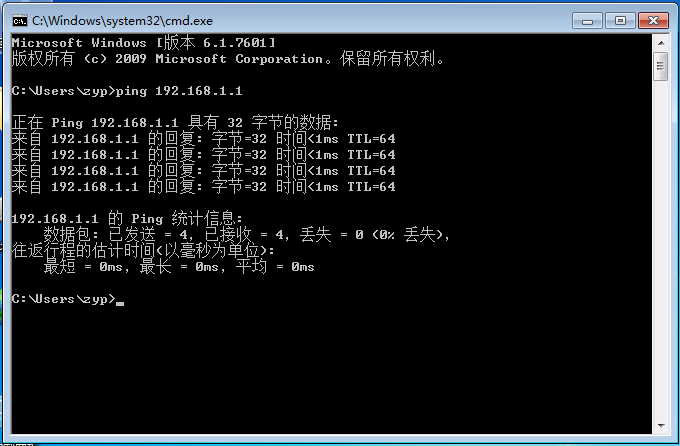 C:\Windows\system32\cmd.exe
Microsoft Windows [版本 6.1.7601]
版权所有 (c) 2009 Microsoft Corporation。保留所有权利。
C:\Users\zyp>ping 192.168.1.1
正在 Ping 192.168.1.1 具有 32 字节的数据:
来自 192.168.1.1 的回复: 字节=32 时间<1ms TTL=64
来自 192.168.1.1 的回复: 字节=32 时间<1ms TTL=64
来自 192.168.1.1 的回复: 字节=32 时间<1ms TTL=64
来自 192.168.1.1 的回复: 字节=32 时间<1ms TTL=64
192.168.1.1 的 Ping 统计信息:
数据包: 已发送 = 4，已接收 = 4，丢失 = 0 (0% 丢失)，
往返行程的估计时间(以毫秒为单位):
最短 = 0ms，最长 = 0ms，平均 = 0ms
C:\Users\zyp>